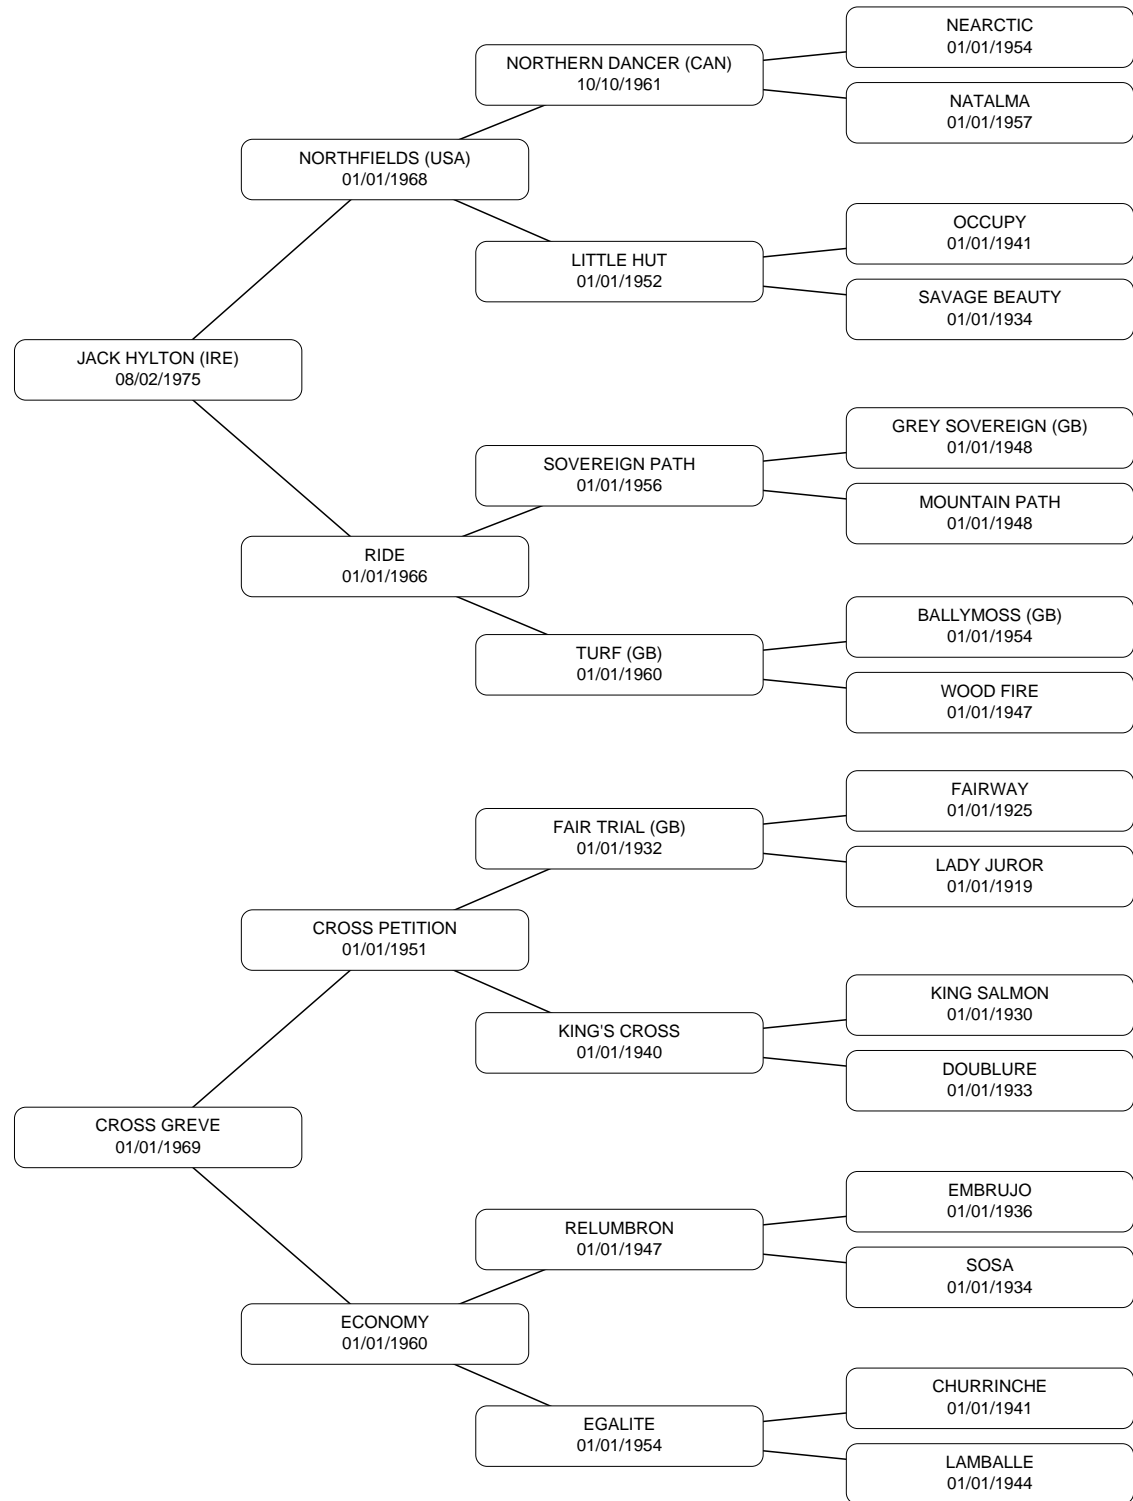 NEARCTIC
01/01/1954
NORTHERN DANCER (CAN)
10/10/1961
NATALMA
01/01/1957
NORTHFIELDS (USA)
01/01/1968
OCCUPY
01/01/1941
LITTLE HUT
01/01/1952
SAVAGE BEAUTY
01/01/1934
JACK HYLTON (IRE)
08/02/1975
GREY SOVEREIGN (GB)
01/01/1948
SOVEREIGN PATH
01/01/1956
MOUNTAIN PATH
01/01/1948
RIDE
01/01/1966
BALLYMOSS (GB)
01/01/1954
TURF (GB)
01/01/1960
WOOD FIRE
01/01/1947
FAIRWAY
01/01/1925
FAIR TRIAL (GB)
01/01/1932
LADY JUROR
01/01/1919
CROSS PETITION
01/01/1951
KING SALMON
01/01/1930
KING'S CROSS
01/01/1940
DOUBLURE
01/01/1933
CROSS GREVE
01/01/1969
EMBRUJO
01/01/1936
RELUMBRON
01/01/1947
SOSA
01/01/1934
ECONOMY
01/01/1960
CHURRINCHE
01/01/1941
EGALITE
01/01/1954
LAMBALLE
01/01/1944